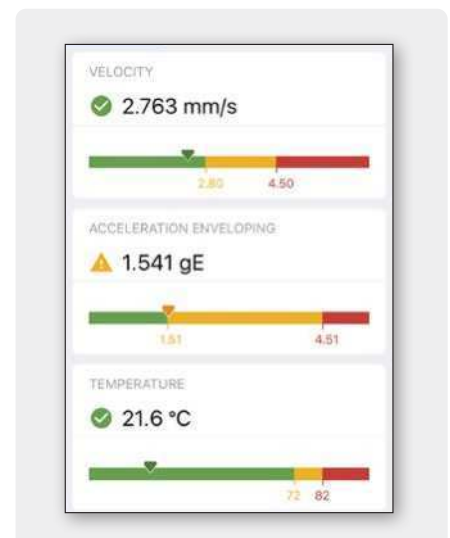 VELOCITY
2.763 mm/s
2.80 4.50
ACCELERATION ENVELOPING
1.541 gE
1.51 4.51
TEMPERATURE
21.6 °C
72 82